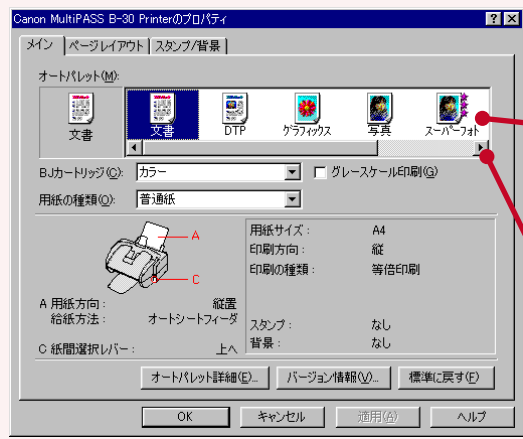 Canon MultiPASS B-30 Printerのプロパティ
メイン ページレイアウト スタンプ/背景
オートパレット(M):
文書 文書 DTP グラフィックス 写真 スーパーフォト
BJカートリッジ(C): カラー グレースケール印刷(G)
用紙の種類(O): 普通紙
A
C
用紙サイズ: A4
印刷方向: 縦
印刷の種類: 等倍印刷
A 用紙方向: 縦置
給紙方法: オートシートフィーダ
スタンプ: なし
C 紙間選択レバー: 上へ 背景: なし
オートパレット詳細(E)... バージョン情報(V)... 標準に戻す(F)
OK キャンセル 適用(A) ヘルプ